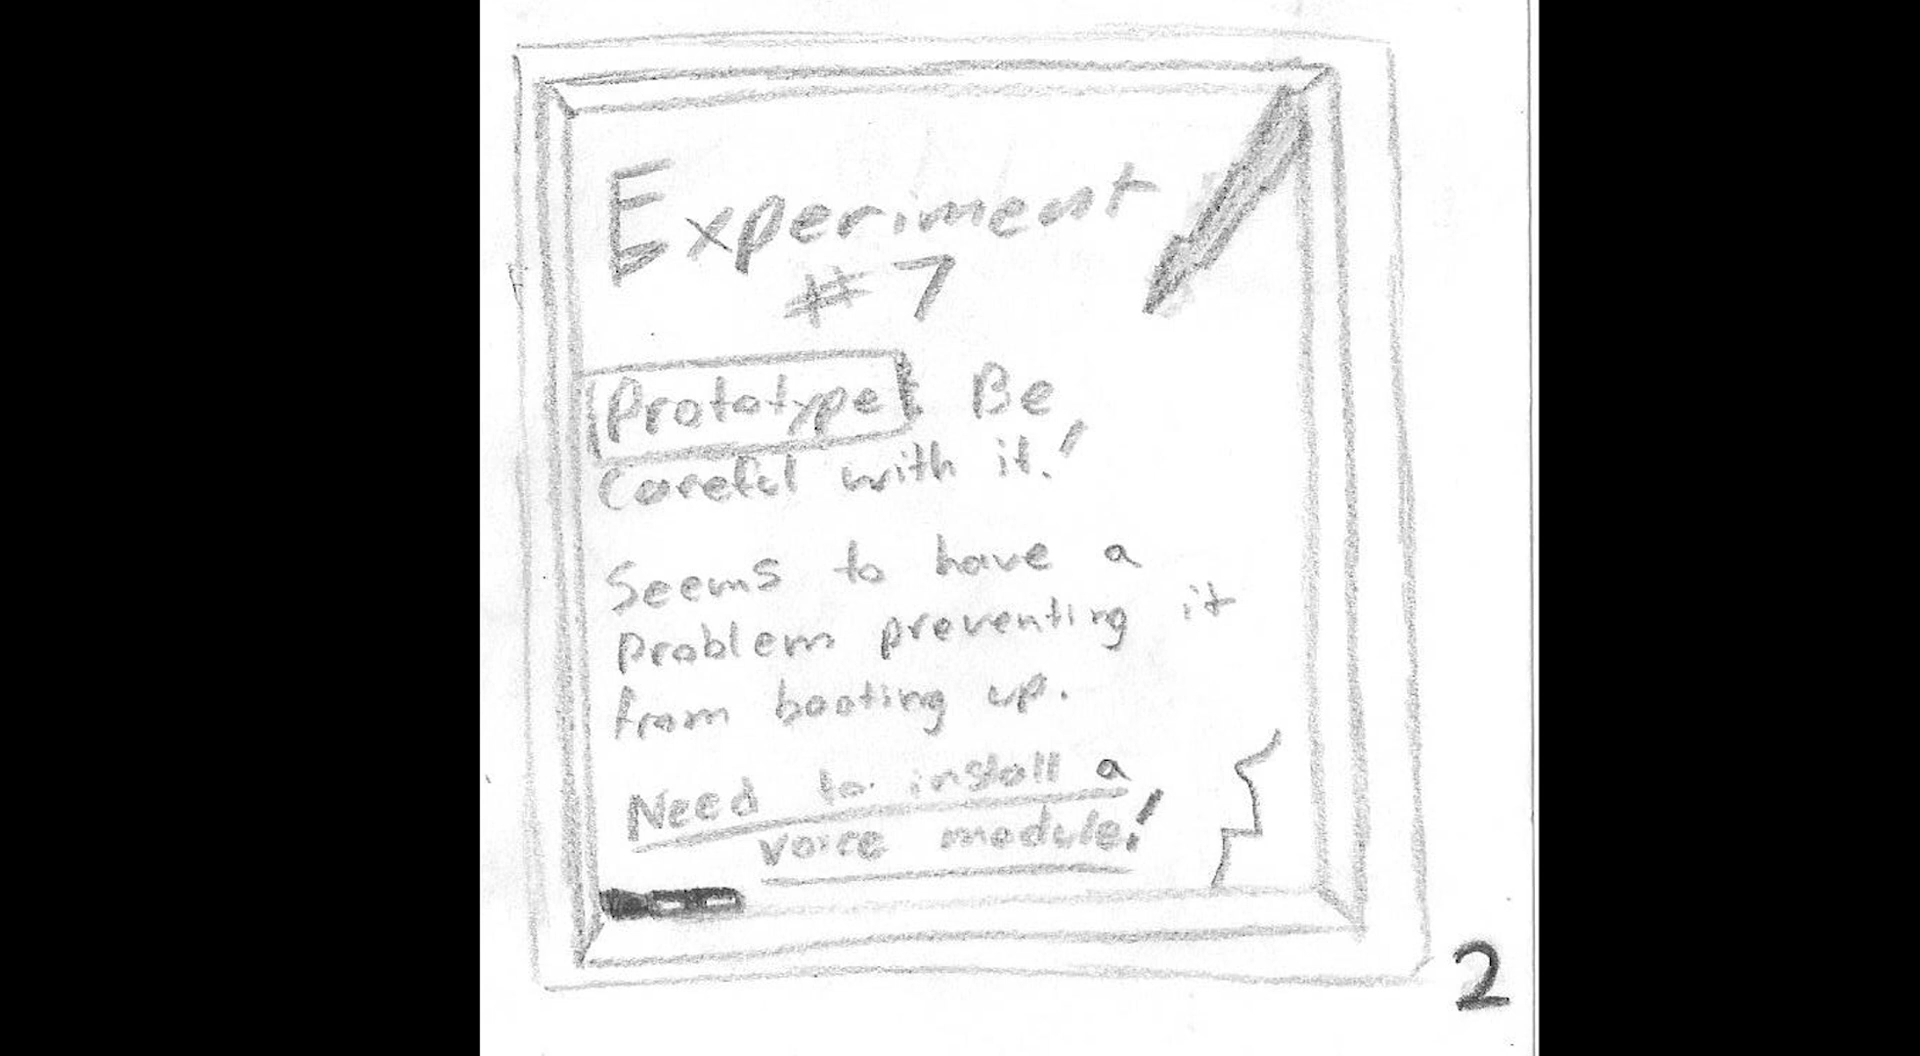 Experiment
#7
Prototype: Be
Careful with it!
Seems to have a
Problem preventing it
from booting up.
Need to install a
voice module!
2